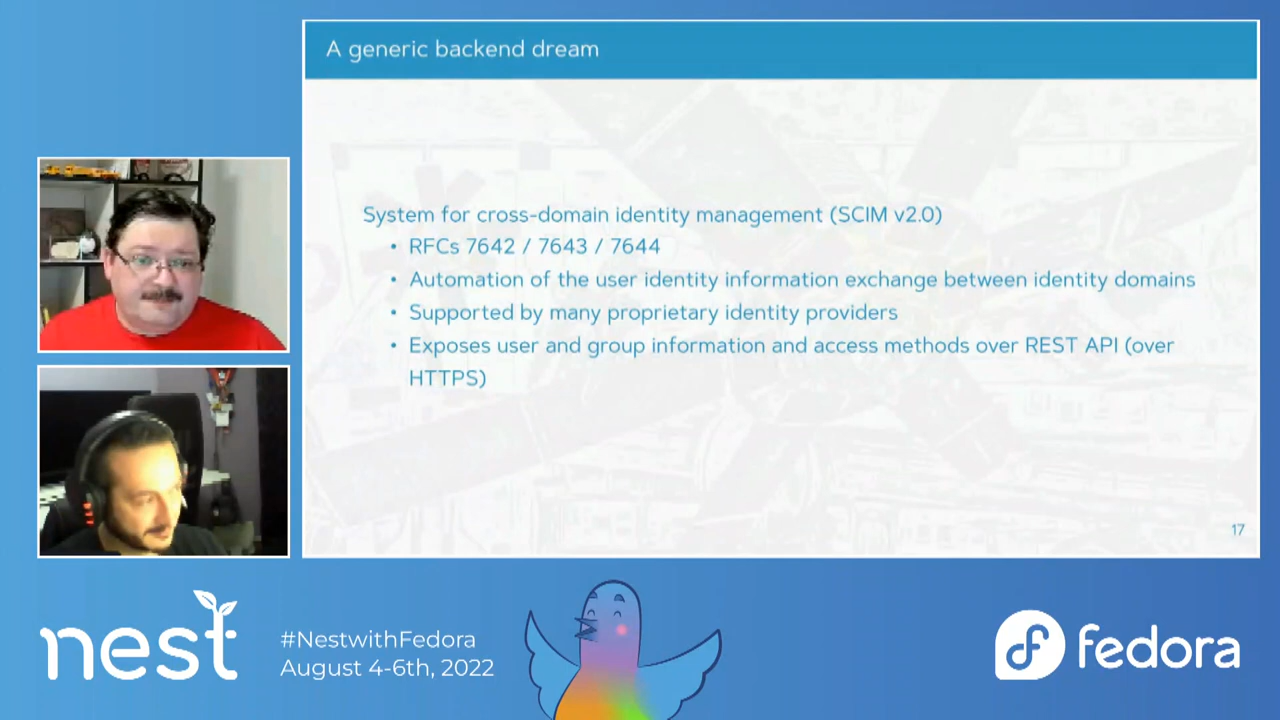 A generic backend dream
System for cross-domain identity management (SCIM v2.0)
• RFCs 7642 / 7643 / 7644
• Automation of the user identity information exchange between identity domains
• Supported by many proprietary identity providers
• Exposes user and group information and access methods over REST API (over
HTTPS)
17
nest
#NestwithFedora
August 4-6th, 2022
fedora